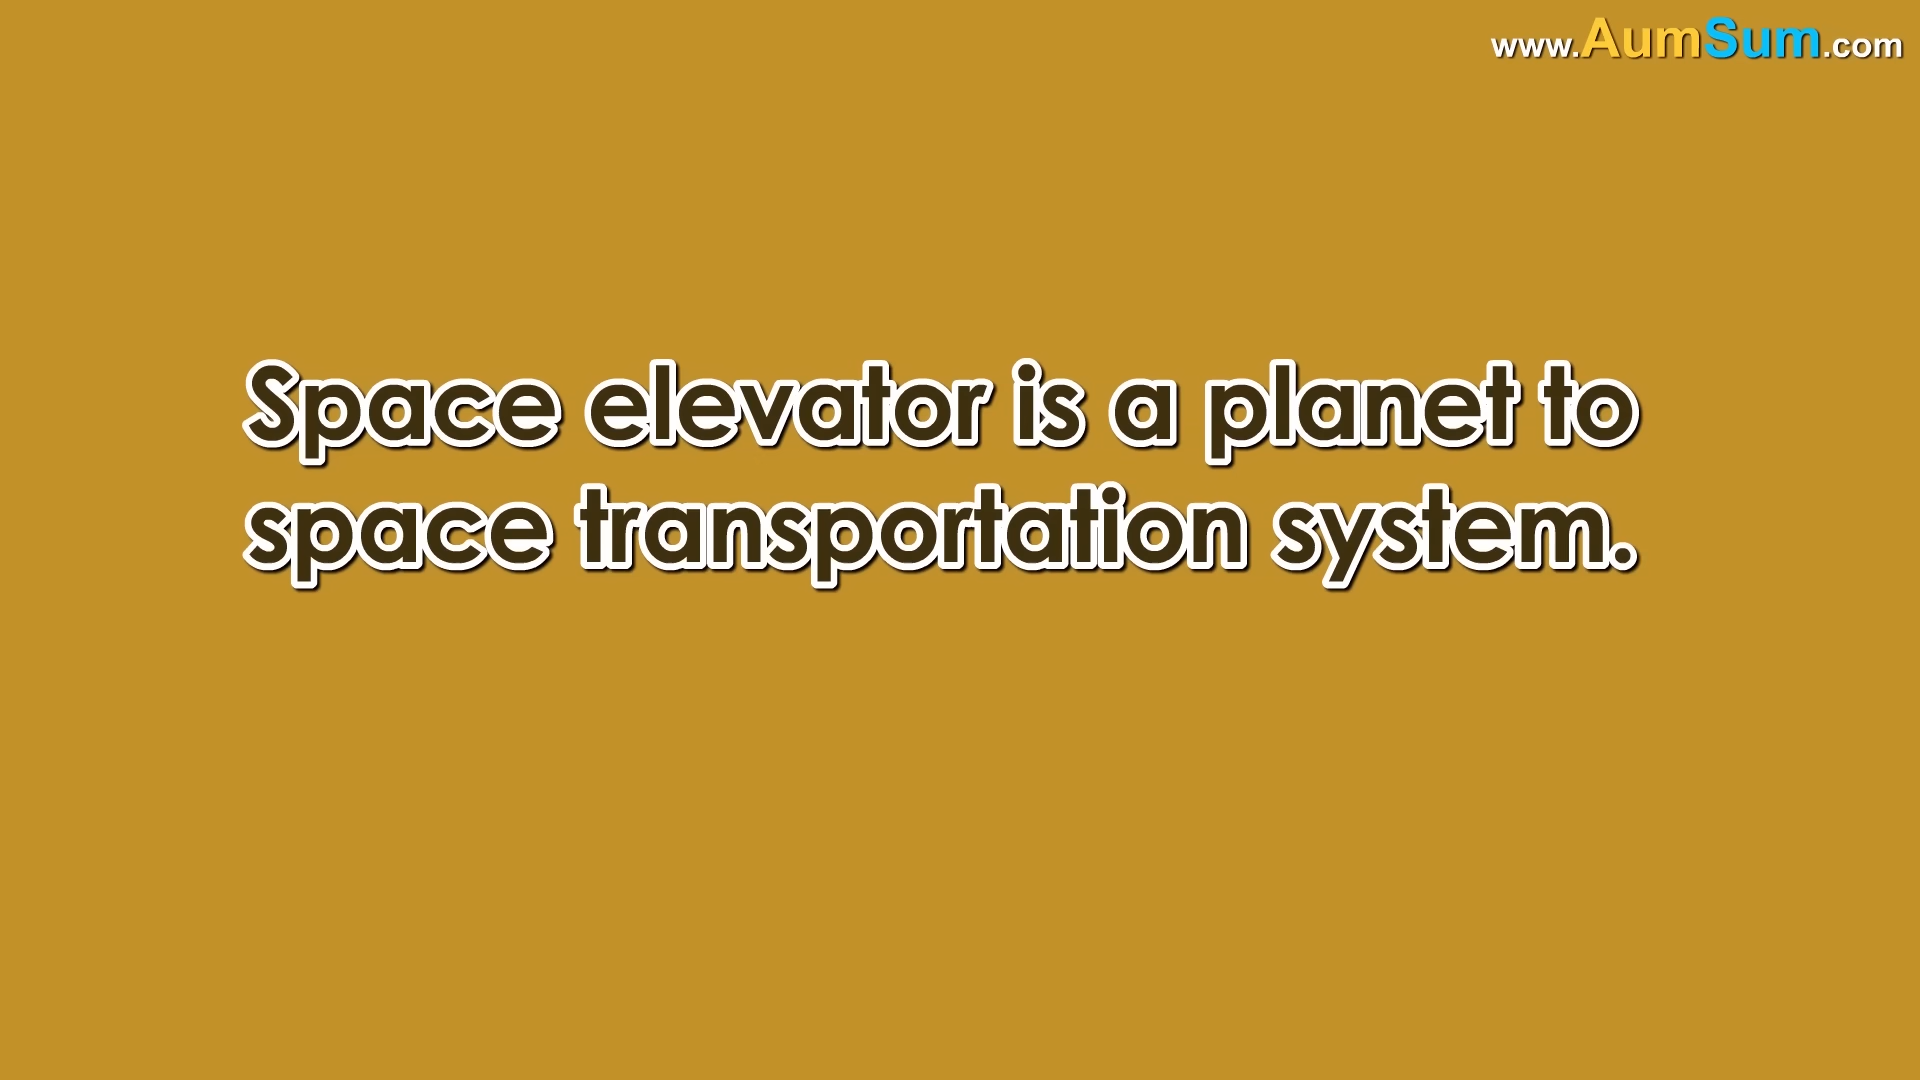 www.AumSum.com
Space elevator is a planet to
space transportation system.